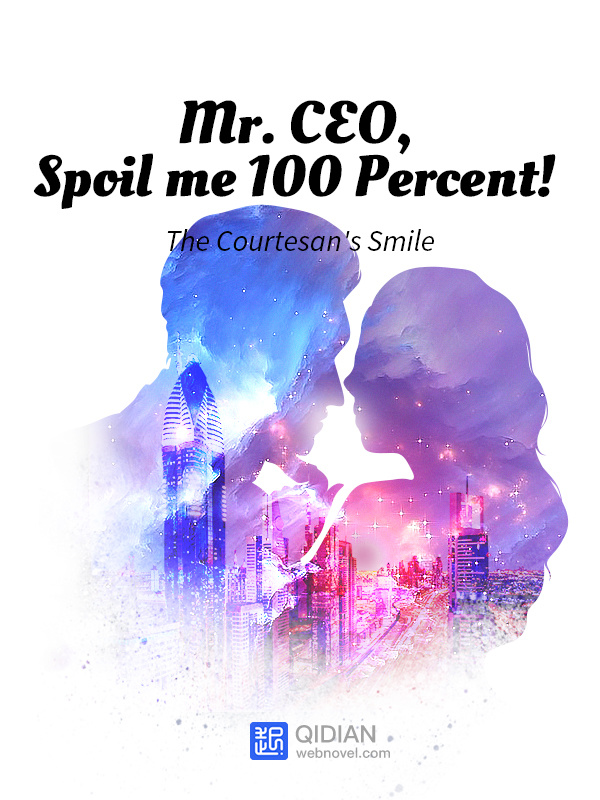 Mr. CEO,
Spoil me 100 Percent!
The Courtesan's Smile
QIDIAN
webnovel.com